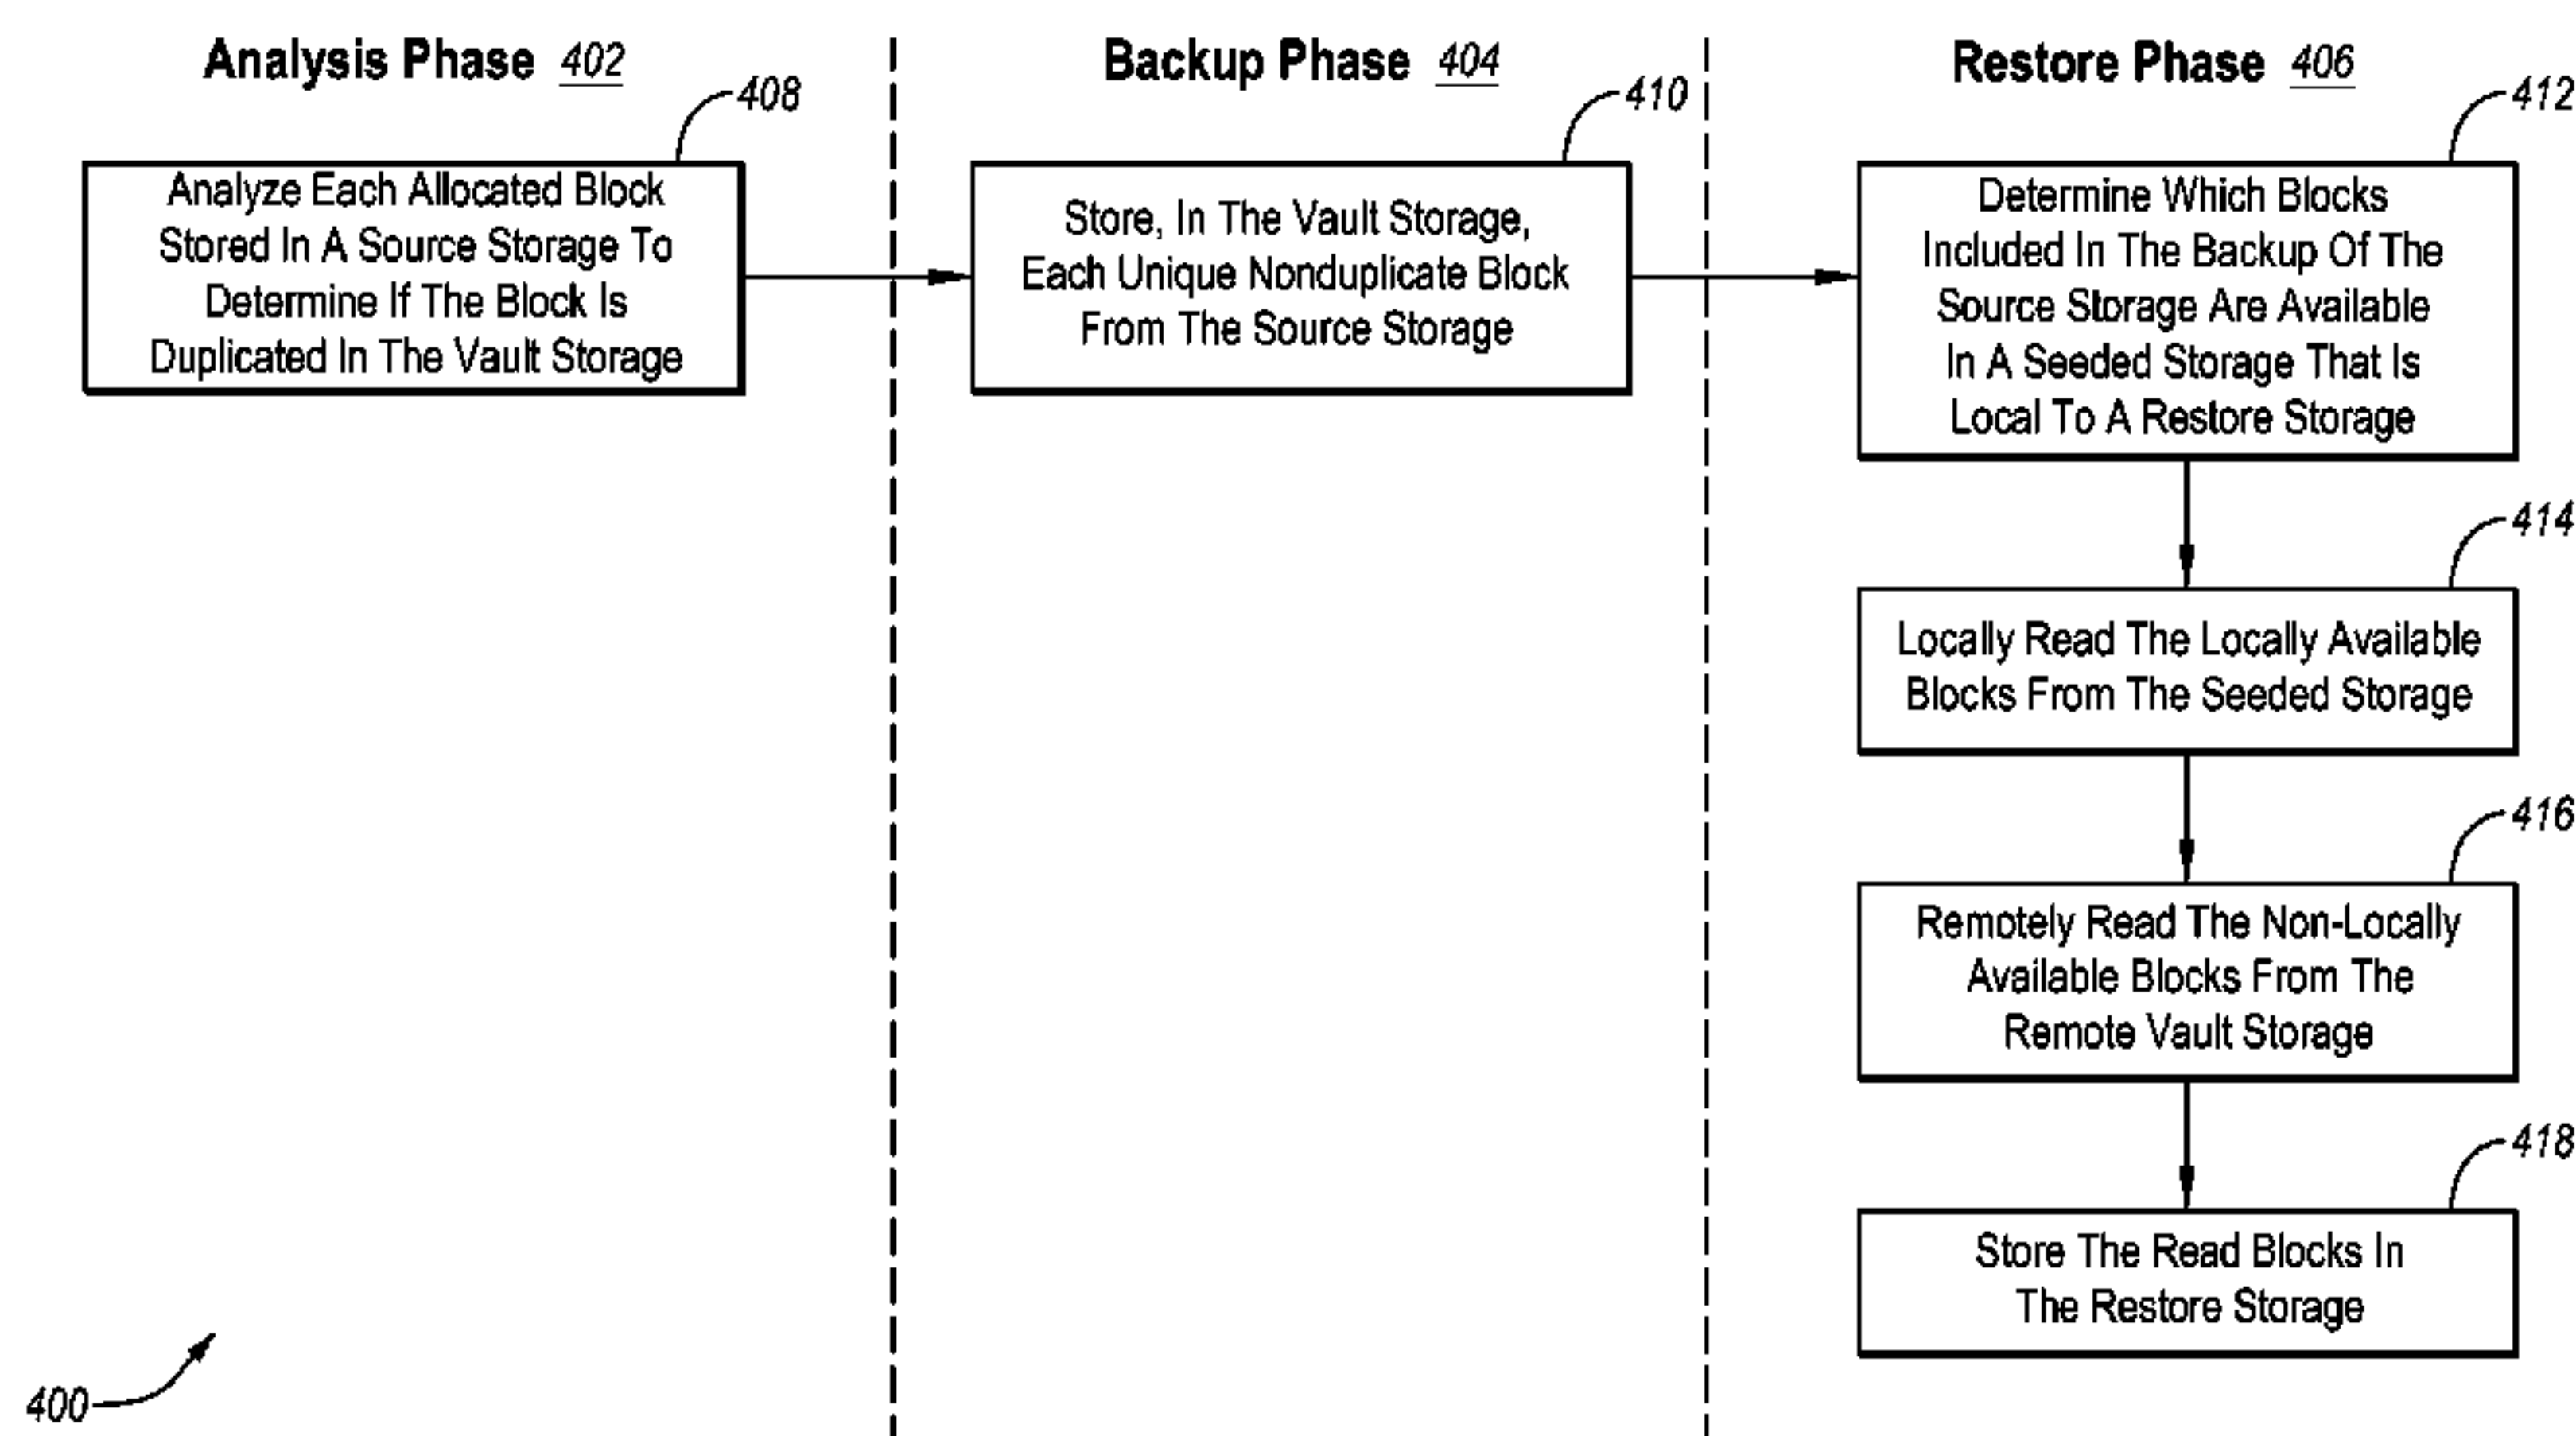 Analysis Phase 402
408
Analyze Each Allocated Block
Stored In A Source Storage To
Determine If The Block Is
Duplicated In The Vault Storage
Backup Phase 404
410
Store, In The Vault Storage,
Each Unique Nonduplicate Block
From The Source Storage
Restore Phase 406
412
Determine Which Blocks
Included In The Backup Of The
Source Storage Are Available
In A Seeded Storage That Is
Local To A Restore Storage
414
Locally Read The Locally Available
Blocks From The Seeded Storage
416
Remotely Read The Non-Locally
Available Blocks From The
Remote Vault Storage
418
Store The Read Blocks In
The Restore Storage
400